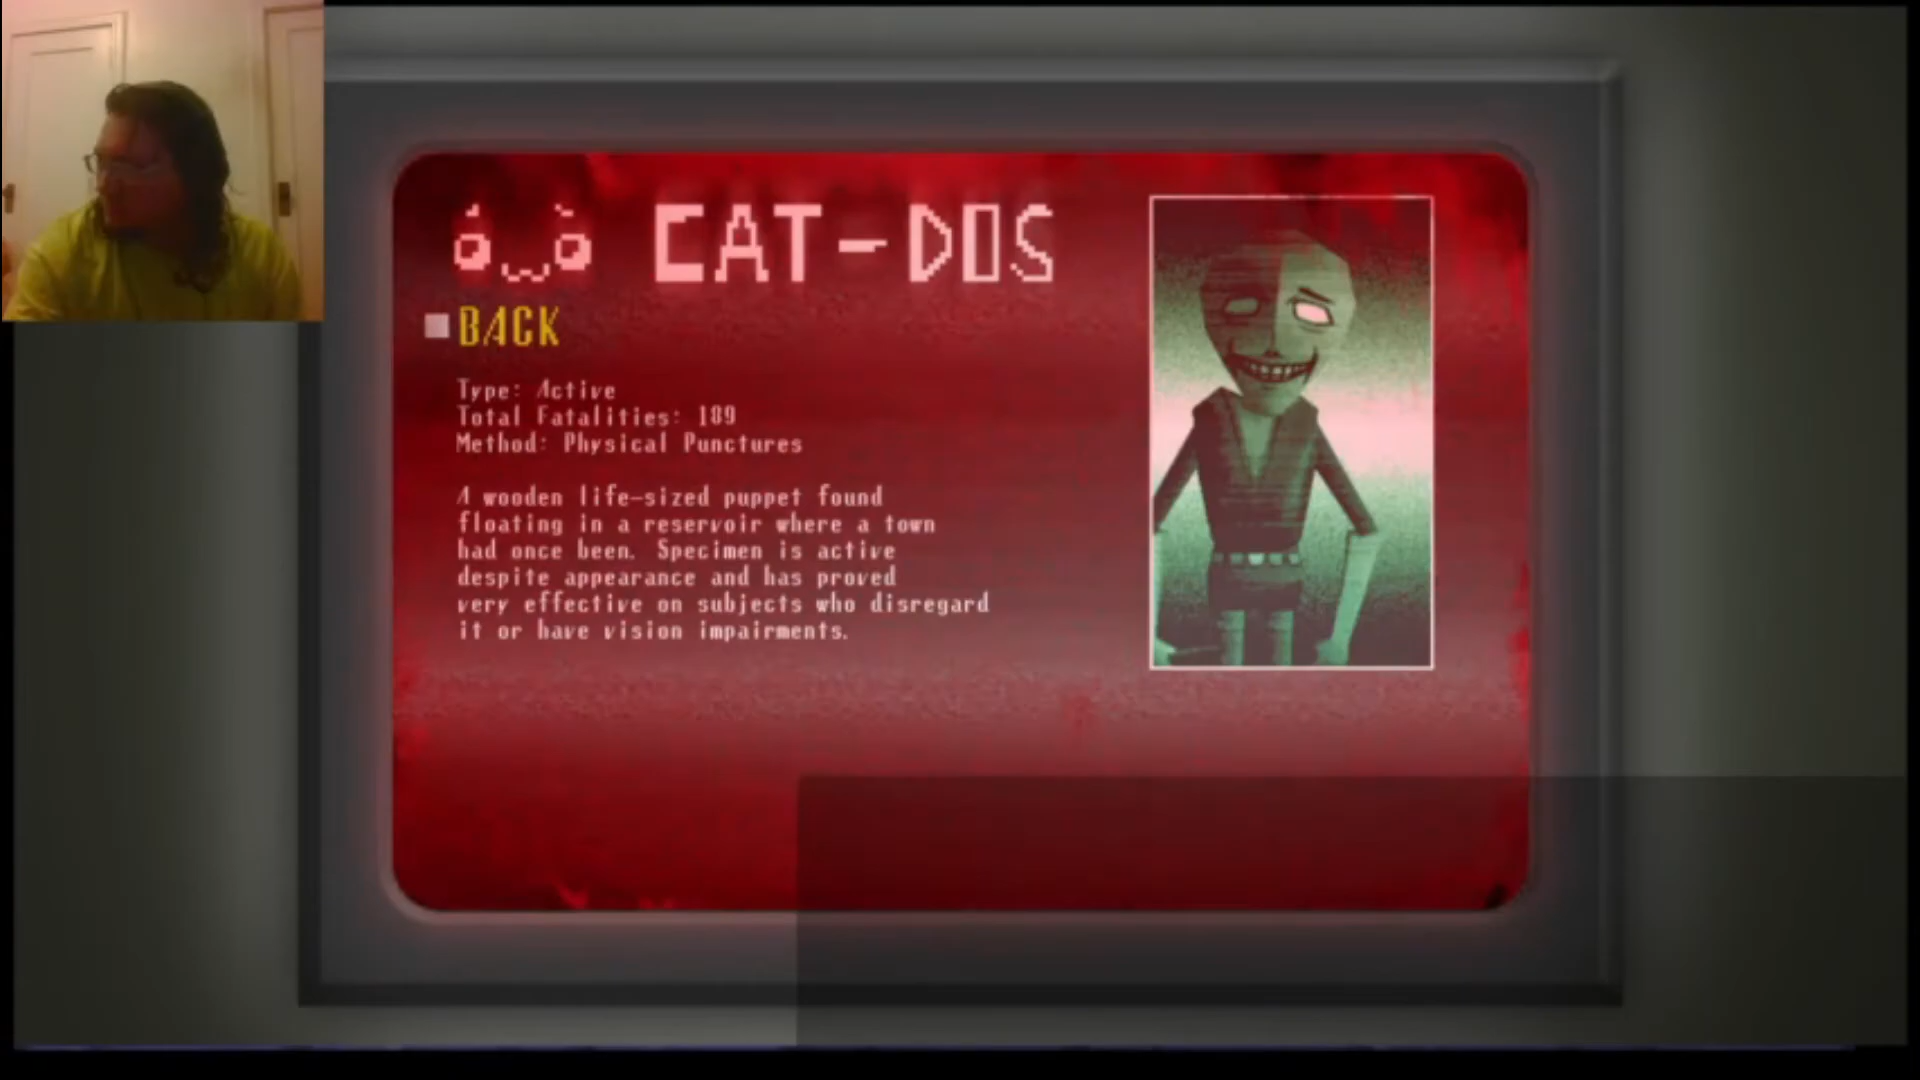 CAT-DOS
BACK
Type: Active
Total Fatalities: 189
Method: Physical Punctures
A wooden life-sized puppet found
floating in a reservoir where a town
had once been. Specimen is active
despite appearance and has proved
very effective on subjects who disregard
it or have vision impairments.